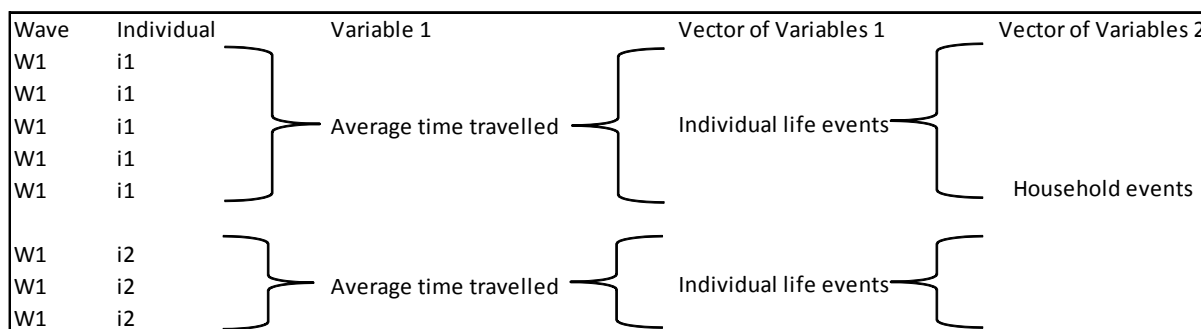 Wave Individual Variable 1 Vector of Variables 1 Vector of Variables 2
W1 i1
W1 i1
W1 i1 Average time travelled Individual life events
W1 i1
W1 i1 Household events
W1 i2
W1 i2 Average time travelled Individual life events
W1 i2